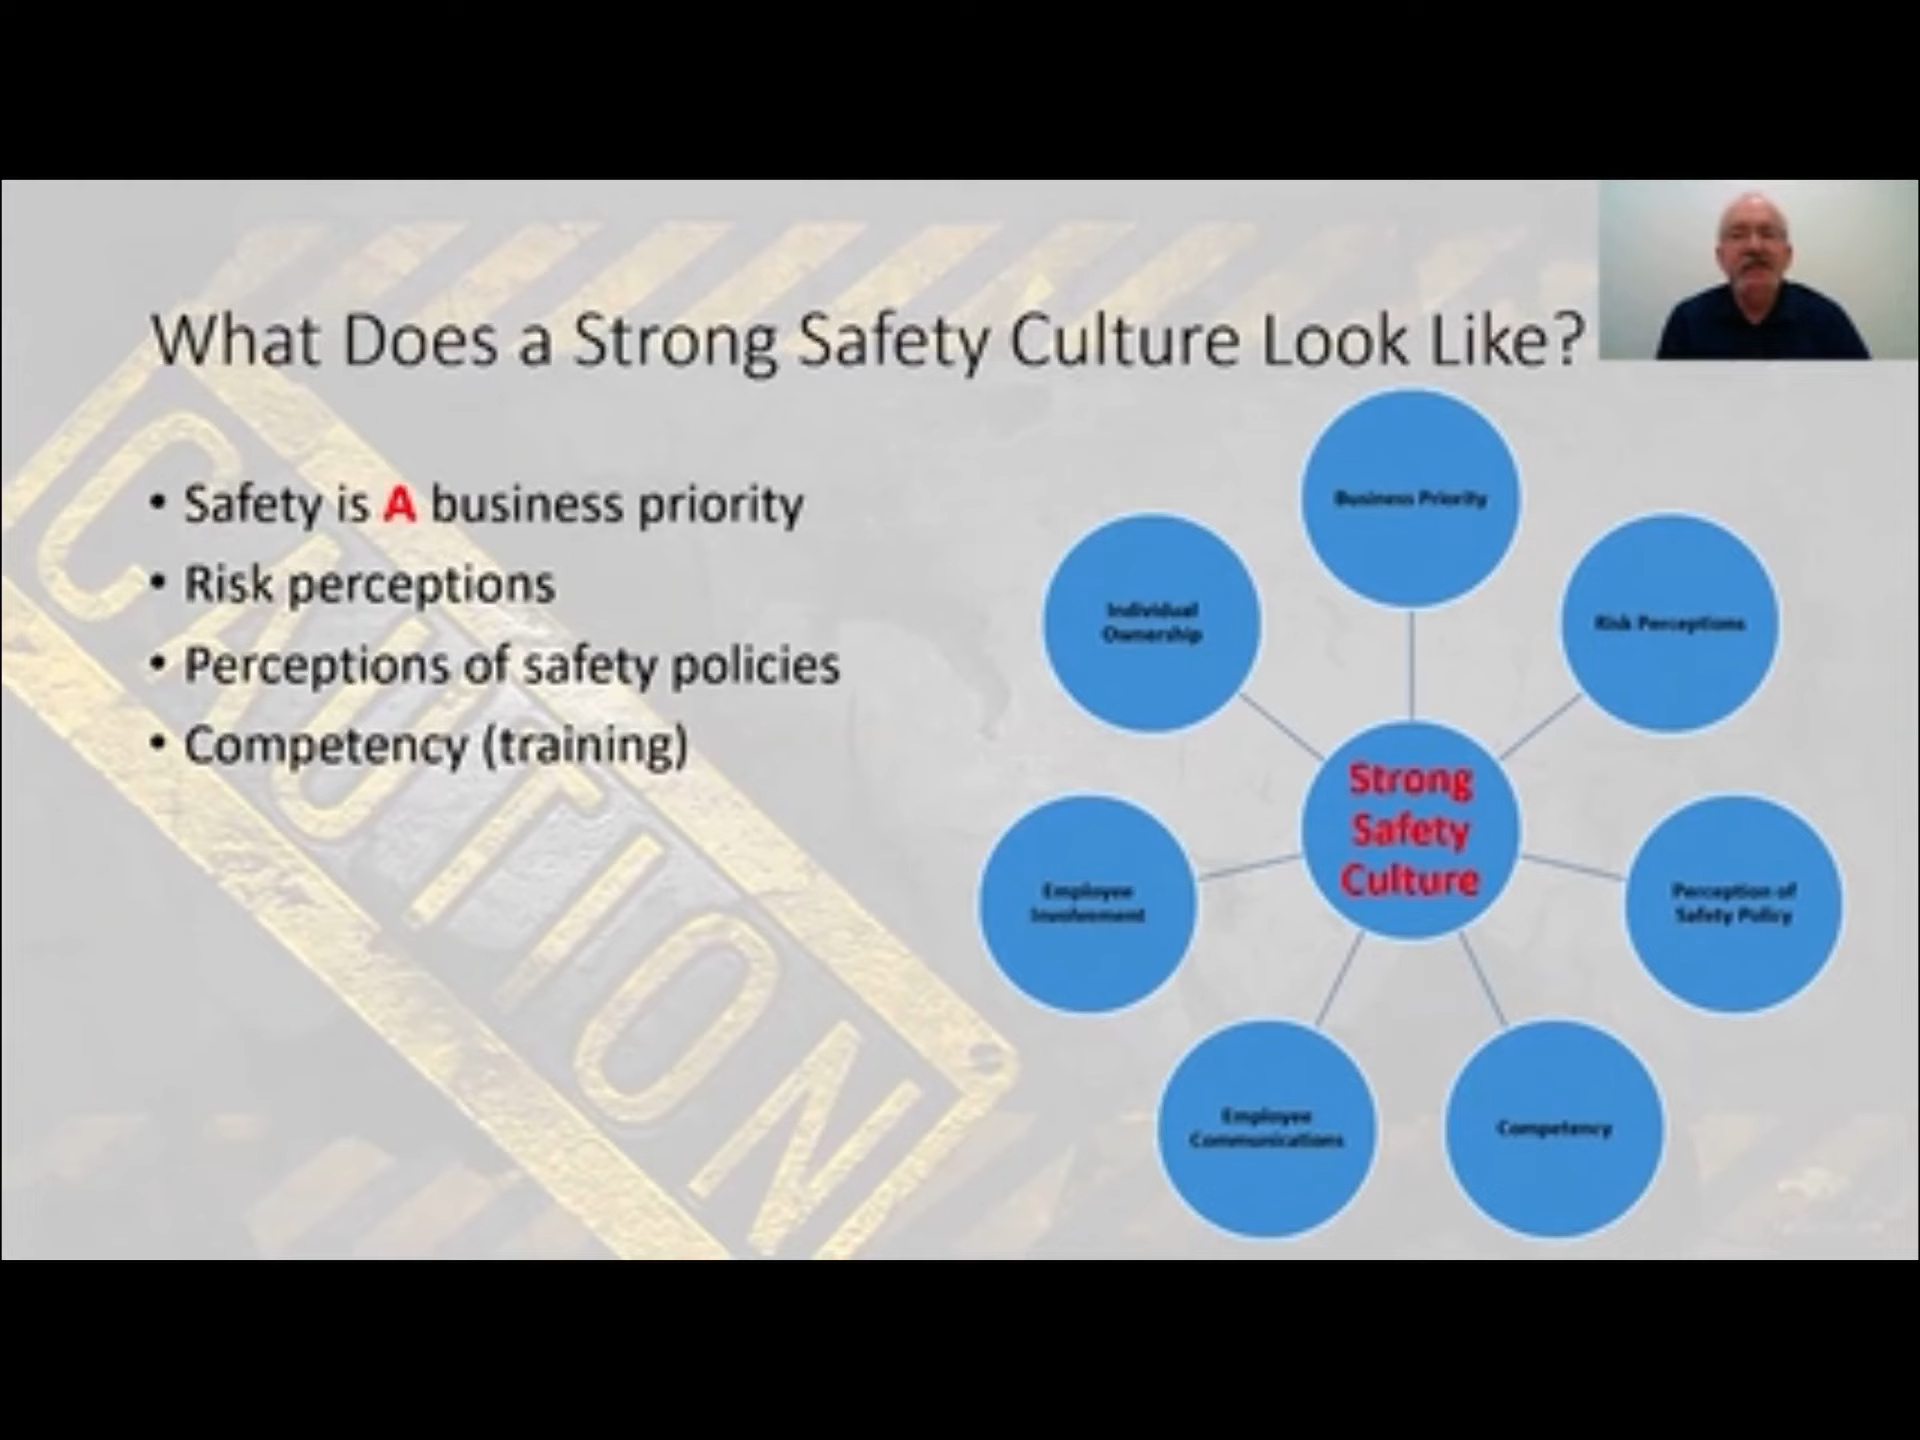 What Does a Strong Safety Culture Look Like?
• Safety is A business priority
• Risk perceptions
• Perceptions of safety policies
• Competency (training)
Business Priority
Individual
Ownership
Risk Perceptions
Strong
Safety
Culture
Employee
Involvement
Perception of
Safety Policy
Employee
Communications
Competency
CAUTION